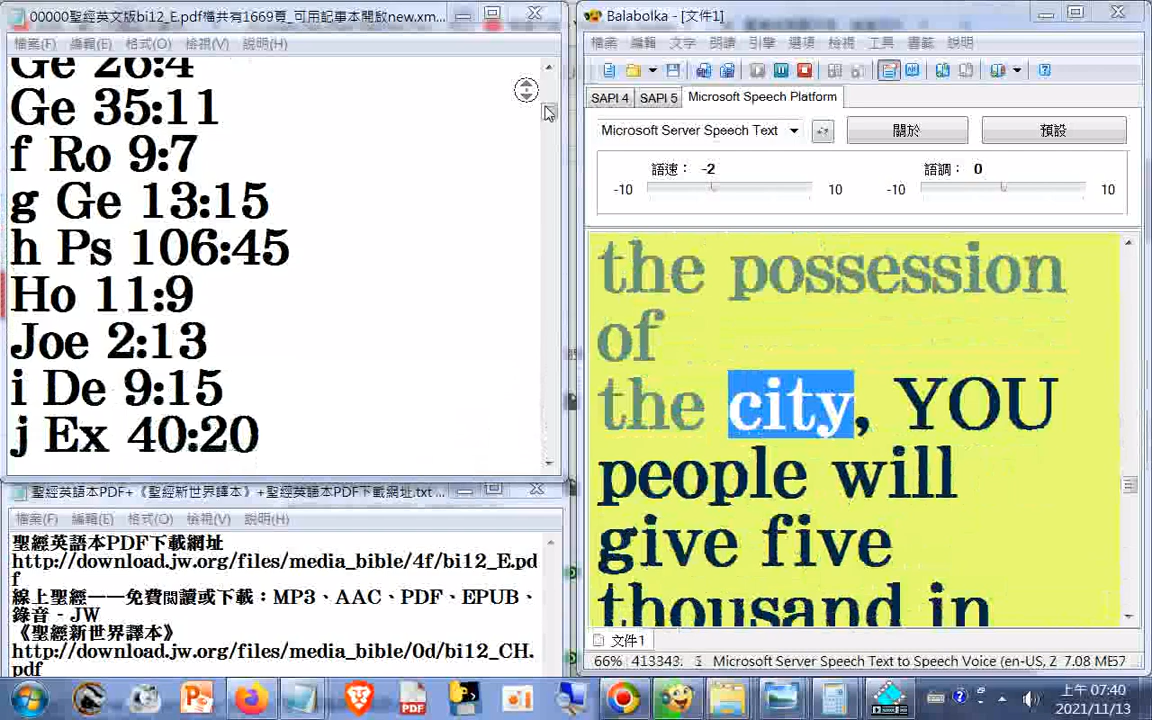 00000聖經英文版bi12_E.pdf檔共有1669頁_可用記事本開啟new.xm...
檔案(F) 編輯(E) 格式(O) 檢視(V) 說明(H)
Ge 26:4
Ge 35:11
f Ro 9:7
g Ge 13:15
h Ps 106:45
Ho 11:9
Joe 2:13
i De 9:15
j Ex 40:20
聖經英語本PDF+《聖經新世界譯本》+聖經英語本PDF下載網址.txt ...
檔案(F) 編輯(E) 格式(O) 檢視(V) 說明(H)
聖經英語本PDF下載網址
http://download.jw.org/files/media_bible/4f/bi12_E.pd
f
線上聖經——免費閱讀或下載：MP3、AAC、PDF、EPUB、
錄音 - JW
《聖經新世界譯本》
http://download.jw.org/files/media_bible/0d/bi12_CH.
pdf
Balabolka - [文件1]
檔案 編輯 文字 朗讀 引擎 選項 檢視 工具 書籤 說明
SAPI 4 SAPI 5 Microsoft Speech Platform
Microsoft Server Speech Text 關於 預設
語速： -2 語調： 0
-10 10 -10 10
the possession
of
the city, YOU
people will
give five
thousand in
文件1
66% 413343. Microsoft Server Speech Text to Speech Voice (en-US, Z 7.08 ME57
上午 07:40
2021/11/13